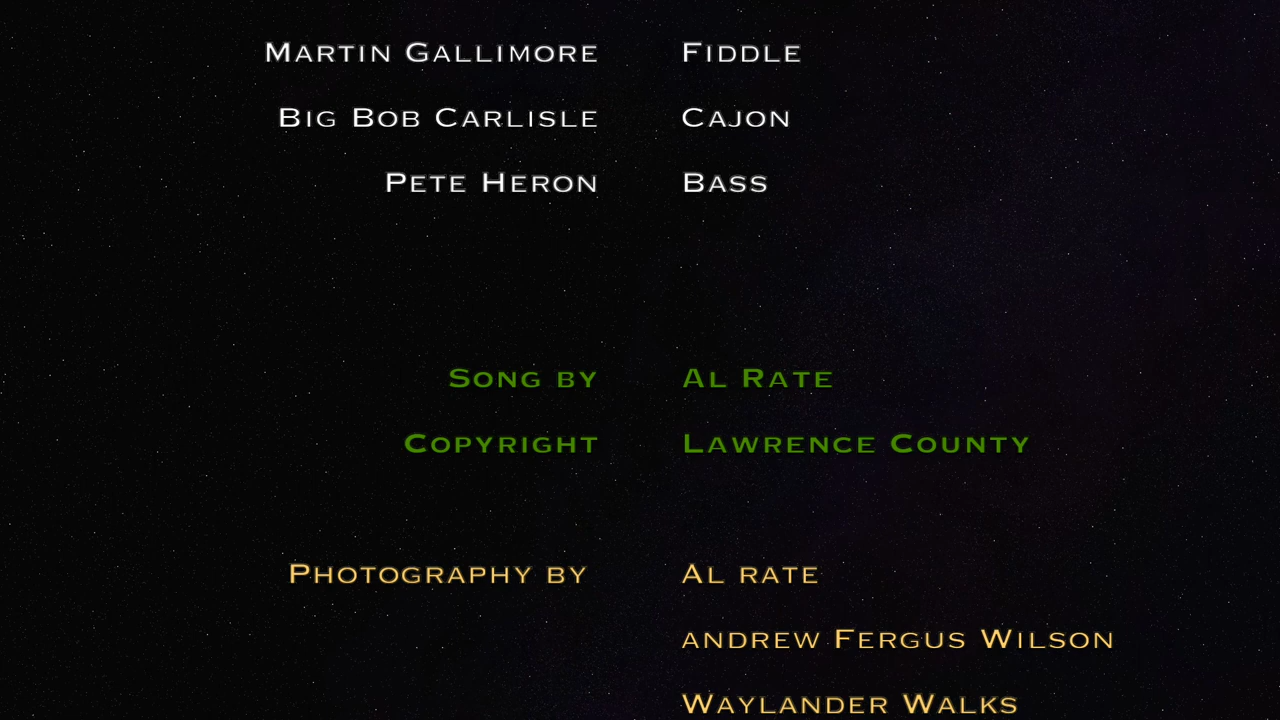 Martin Gallimore Fiddle
Big Bob Carlisle Cajon
Pete Heron Bass
Song by Al Rate
Copyright Lawrence County
Photography by Al rate
andrew Fergus Wilson
Waylander Walks